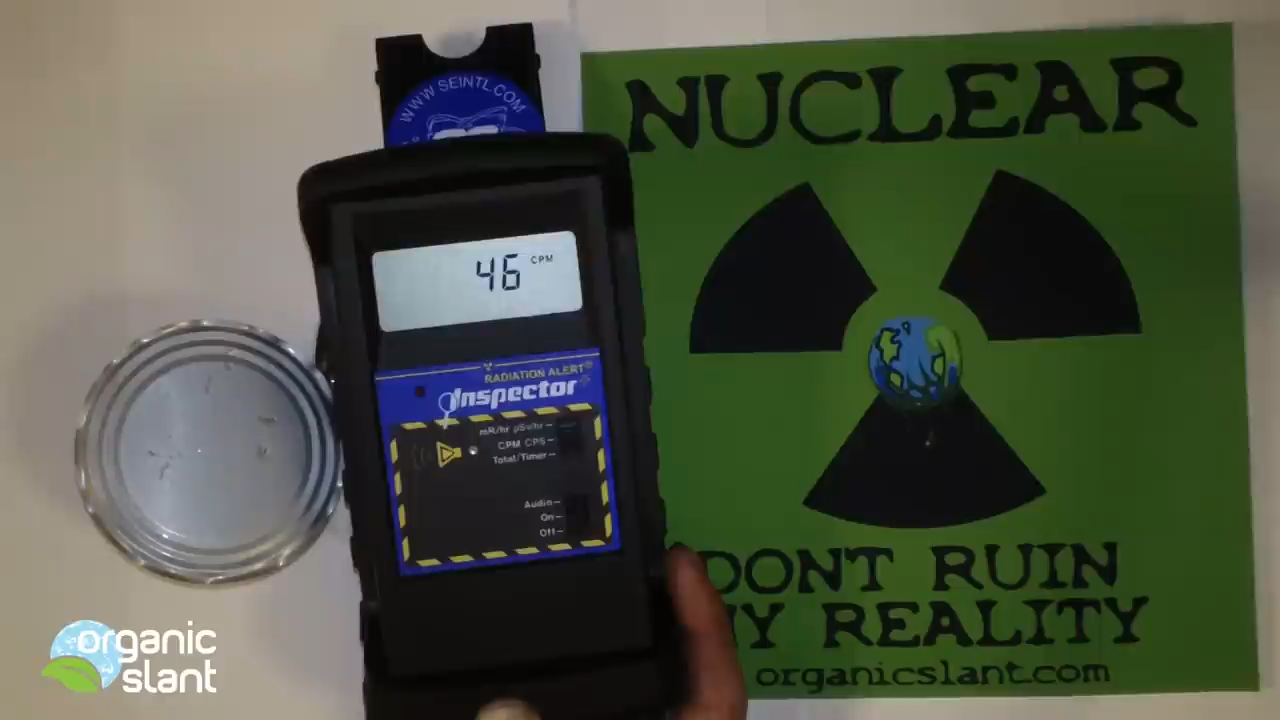 WWW.SEINTL.COM
46 CPM
RADIATION ALERT®
Inspector
mR/hr µSv/hr
CPM CPS
Total/Timer
Audio
On
Off
NUCLEAR
DONT RUIN
MY REALITY
organicslant.com
organic
slant